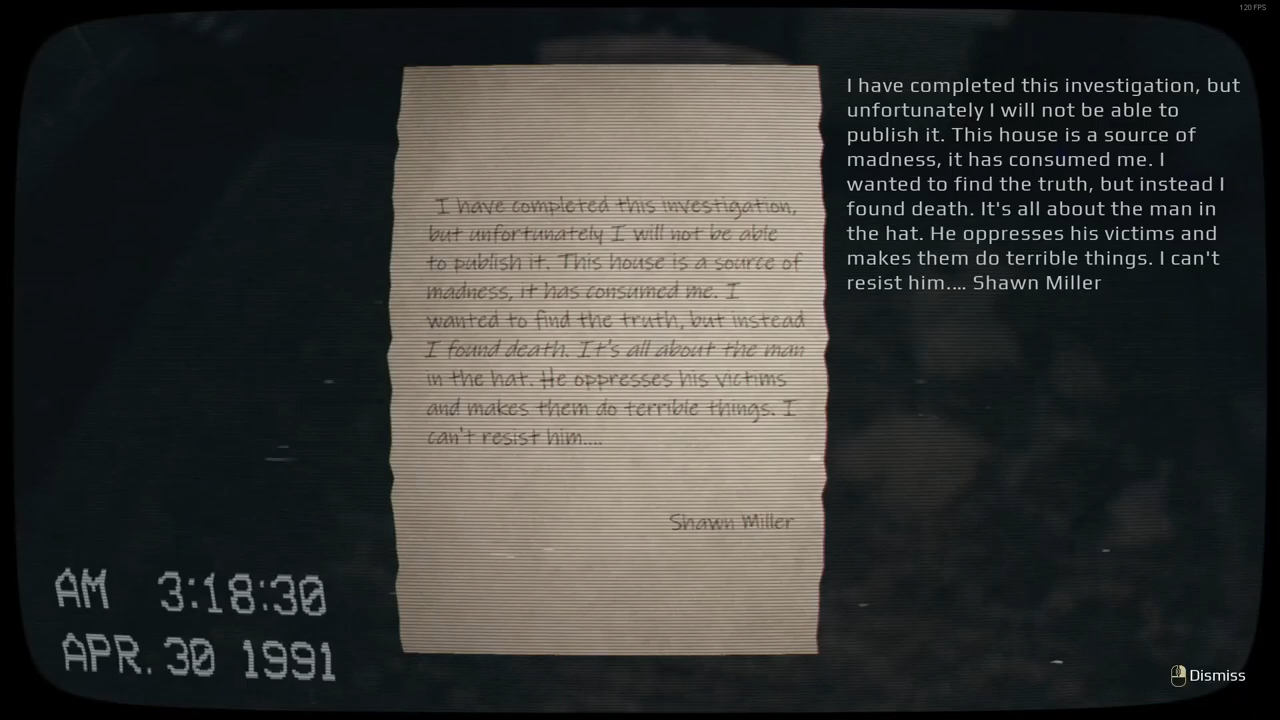 120 FPS
I have completed this investigation,
but unfortunately I will not be able
to publish it. This house is a source of
madness, it has consumed me. I
wanted to find the truth, but instead
I found death. It's all about the man
in the hat. He oppresses his victims
and makes them do terrible things. I
can't resist him....
Shawn Miller
I have completed this investigation, but
unfortunately I will not be able to
publish it. This house is a source of
madness, it has consumed me. I
wanted to find the truth, but instead I
found death. It's all about the man in
the hat. He oppresses his victims and
makes them do terrible things. I can't
resist him.... Shawn Miller
AM 3:18:30
APR. 30 1991
Dismiss